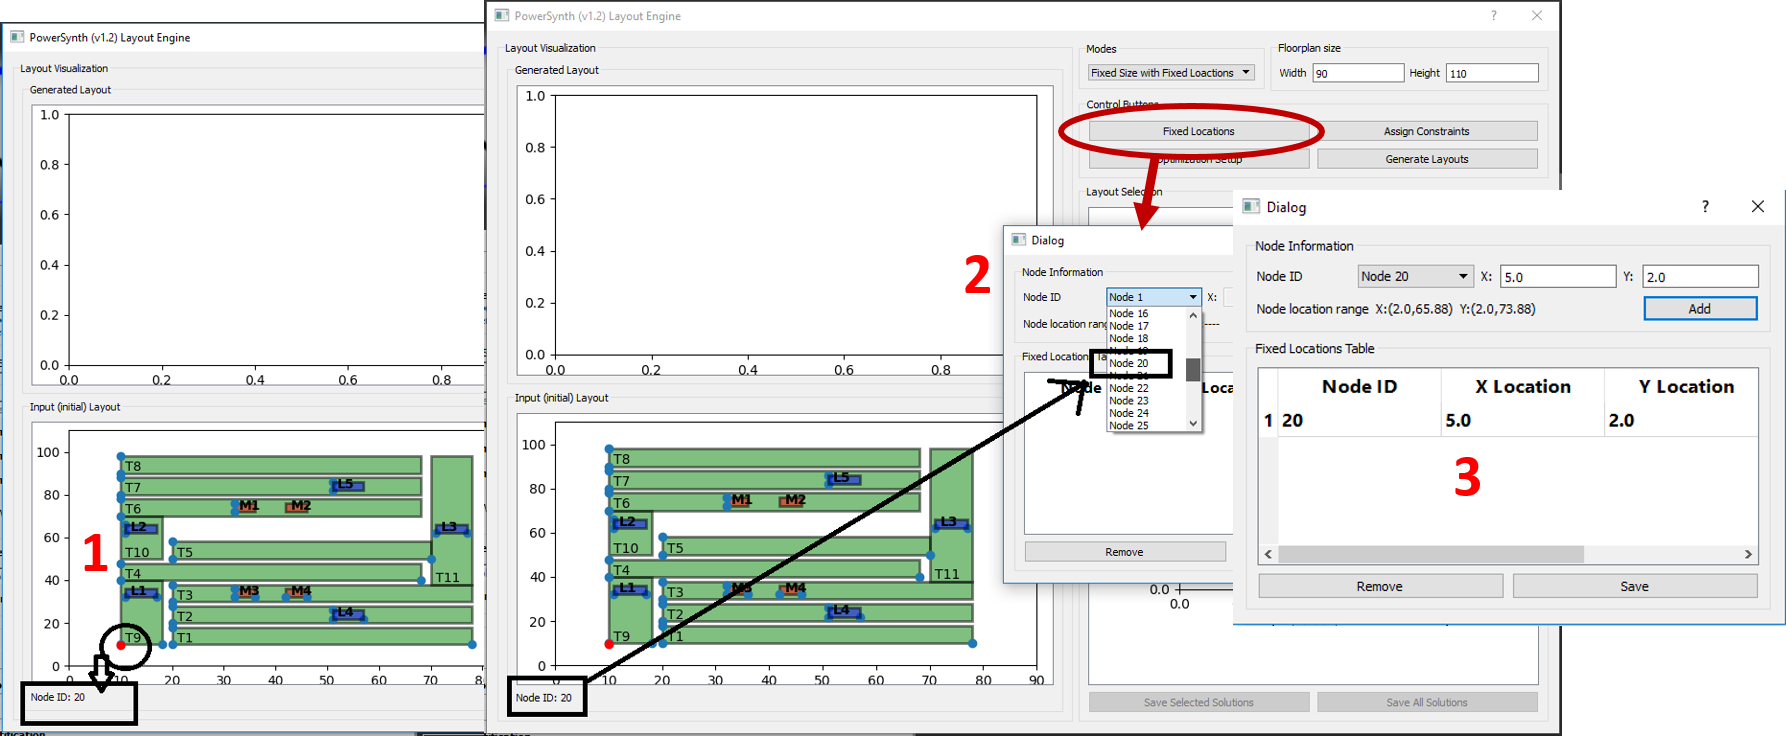 PowerSynth (v1.2) Layout Engine
Layout Visualization
Generated Layout
1.0
0.8
0.6
0.4
0.2
0.0
0.0 0.2 0.4 0.6
Input (initial) Layout
100
80
60
40
20
0
T8
T7 L5
T6 M1 M2
L2 L3
T10 T5
T4 T11
L1 T3 M3 M4
T2 L4
T9 T1
10 20 30 40 50 60 70 80
Node ID: 20
1
PowerSynth (v1.2) Layout Engine
? ×
Layout Visualization
Generated Layout
1.0
0.8
0.6
0.4
0.2
0.0
0.0 0.2 0.4 0.6 0.8
Input (initial) Layout
100
80
60
40
20
0
T8
T7 L5
T6 M1 M2
L2 L3
T10 T5
T4 T11
L1 T3 M3 M4
T2 L4
T9 T1
10 20 30 40 50 60 70 80 90
Node ID: 20
Modes
Fixed Size with Fixed Loactions
Floorplan size
Width 90 Height 110
Control Buttons
Fixed Locations
Assign Constraints
Optimization Setup
Generate Layouts
Layout Selection
0.0
0.0
Save Selected Solutions
Save All Solutions
2
Dialog
Node Information
Node ID Node 1 X:
Node location rang ----
Node 16
Node 17
Node 18
Node 19
Node 20
Node 21
Node 22
Node 23
Node 24
Node 25
Fixed Locations Ta
Remove
Dialog
? ×
Node Information
Node ID Node 20 X: 5.0 Y: 2.0
Node location range X:(2.0,65.88) Y:(2.0,73.88)
Add
Fixed Locations Table
Node ID X Location Y Location
1 20 5.0 2.0
3
Remove Save